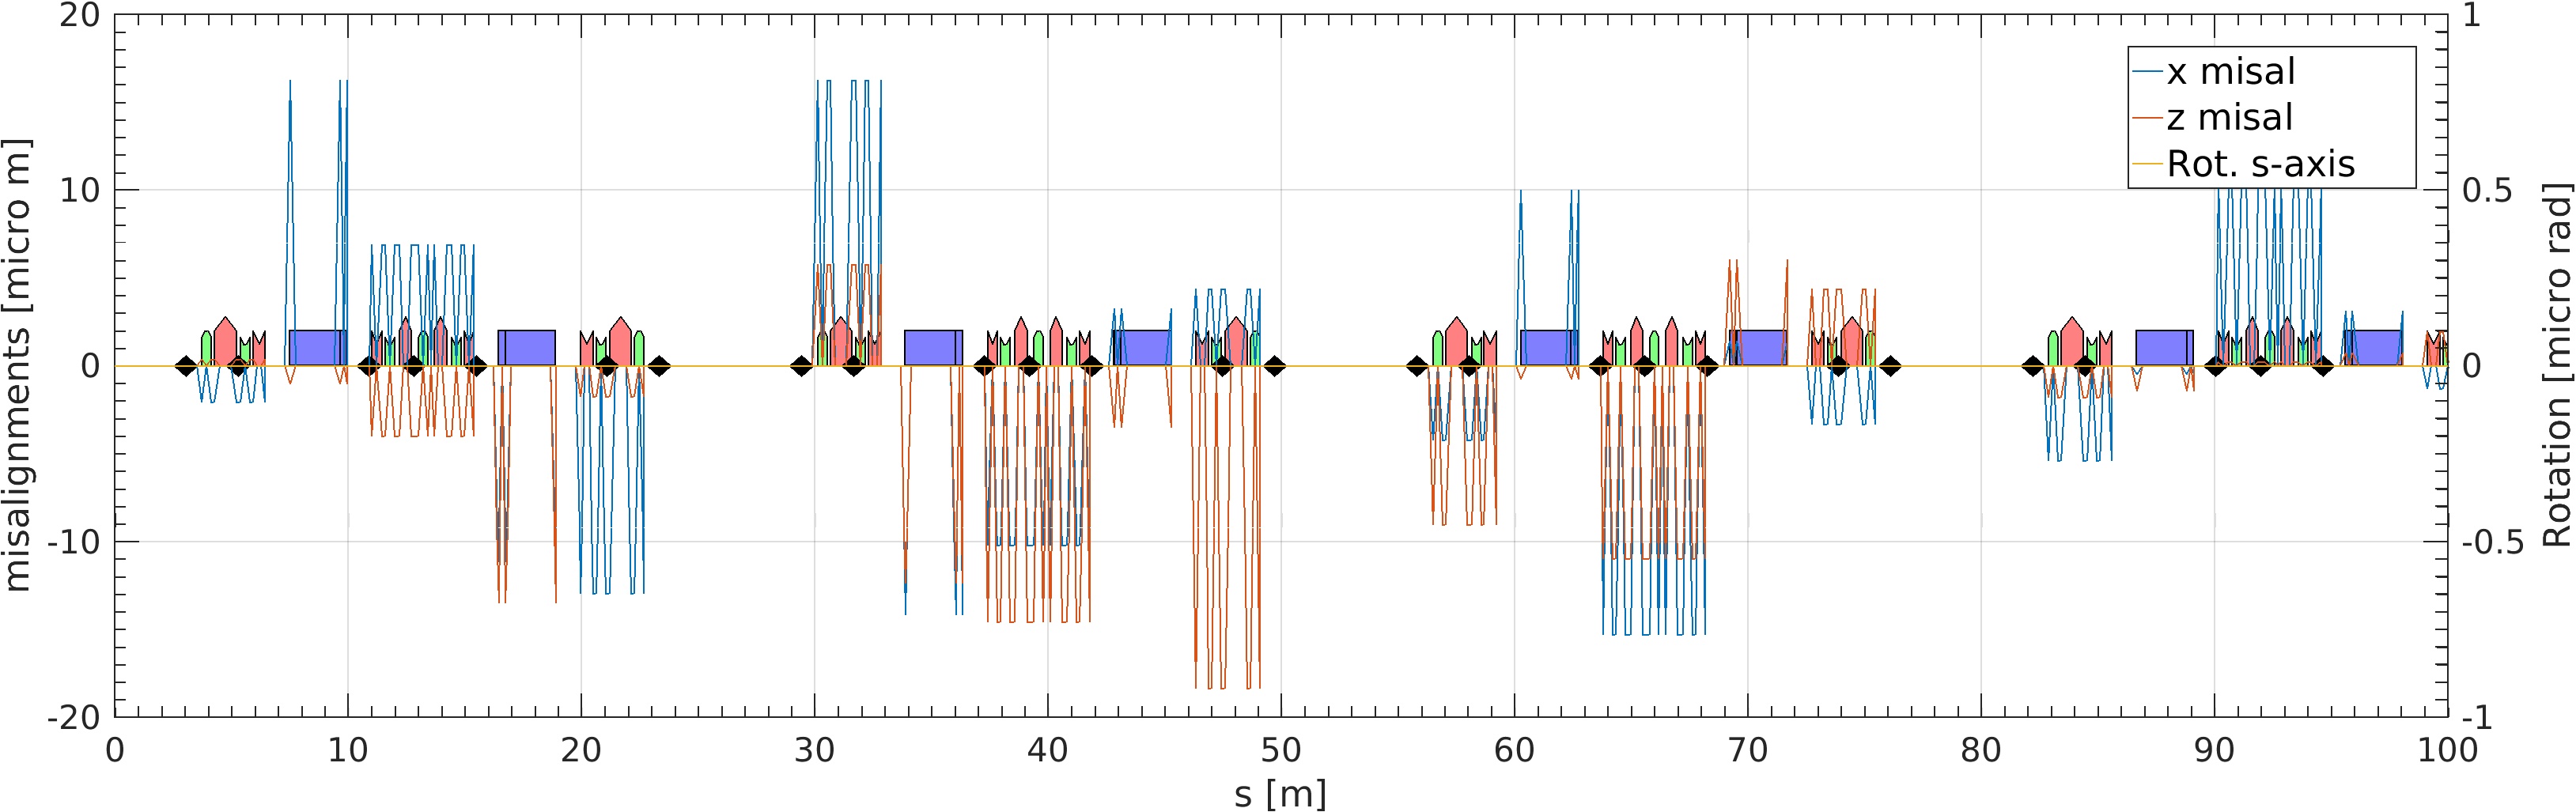 20
10
0
-10
-20
misalignments [micro m]
0 10 20 30 40 50 60 70 80 90 100
s [m]
1
0.5
0
-0.5
-1
Rotation [micro rad]
x misal
z misal
Rot. s-axis